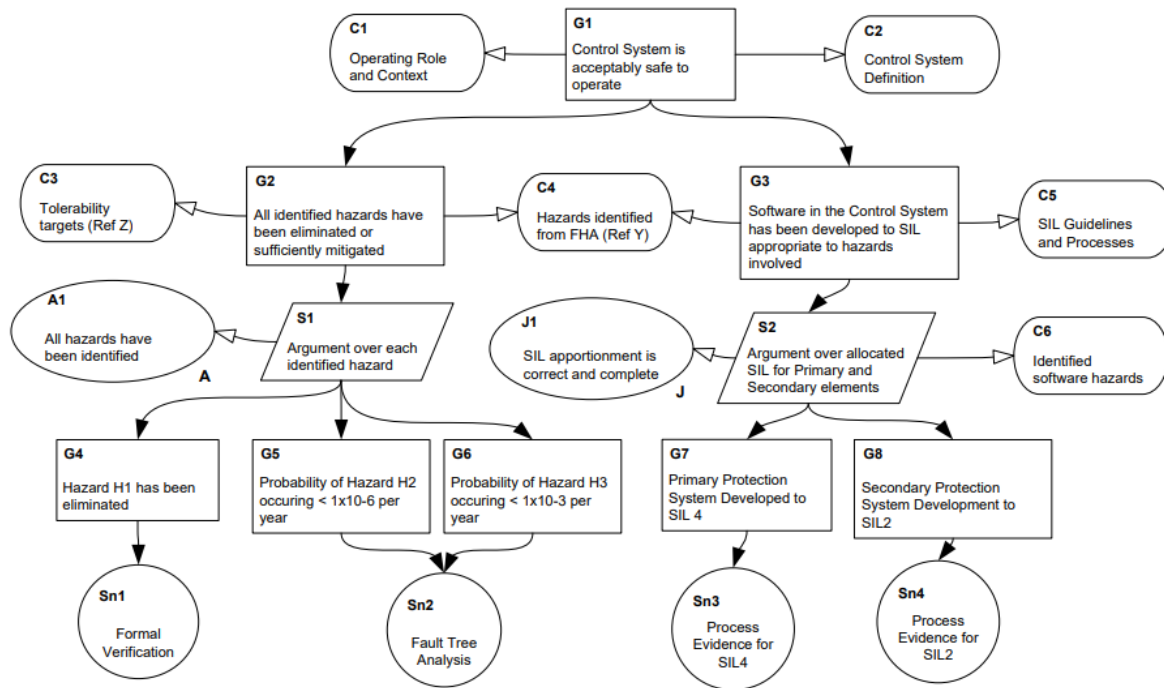 C1
Operating Role
and Context
G1
Control System is
acceptably safe to
operate
C2
Control System
Definition
C3
Tolerability
targets (Ref Z)
G2
All identified hazards have
been eliminated or
sufficiently mitigated
C4
Hazards identified
from FHA (Ref Y)
G3
Software in the Control System
has been developed to SIL
appropriate to hazards
involved
C5
SIL Guidelines
and Processes
A1
All hazards have
been identified
A
S1
Argument over each
identified hazard
J1
SIL apportionment is
correct and complete
J
S2
Argument over allocated
SIL for Primary and
Secondary elements
C6
Identified
software hazards
G4
Hazard H1 has been
eliminated
G5
Probability of Hazard H2
occuring < 1x10-6 per
year
G6
Probability of Hazard H3
occuring < 1x10-3 per
year
G7
Primary Protection
System Developed to
SIL 4
G8
Secondary Protection
System Development to
SIL2
Sn1
Formal
Verification
Sn2
Fault Tree
Analysis
Sn3
Process
Evidence for
SIL4
Sn4
Process
Evidence for
SIL2